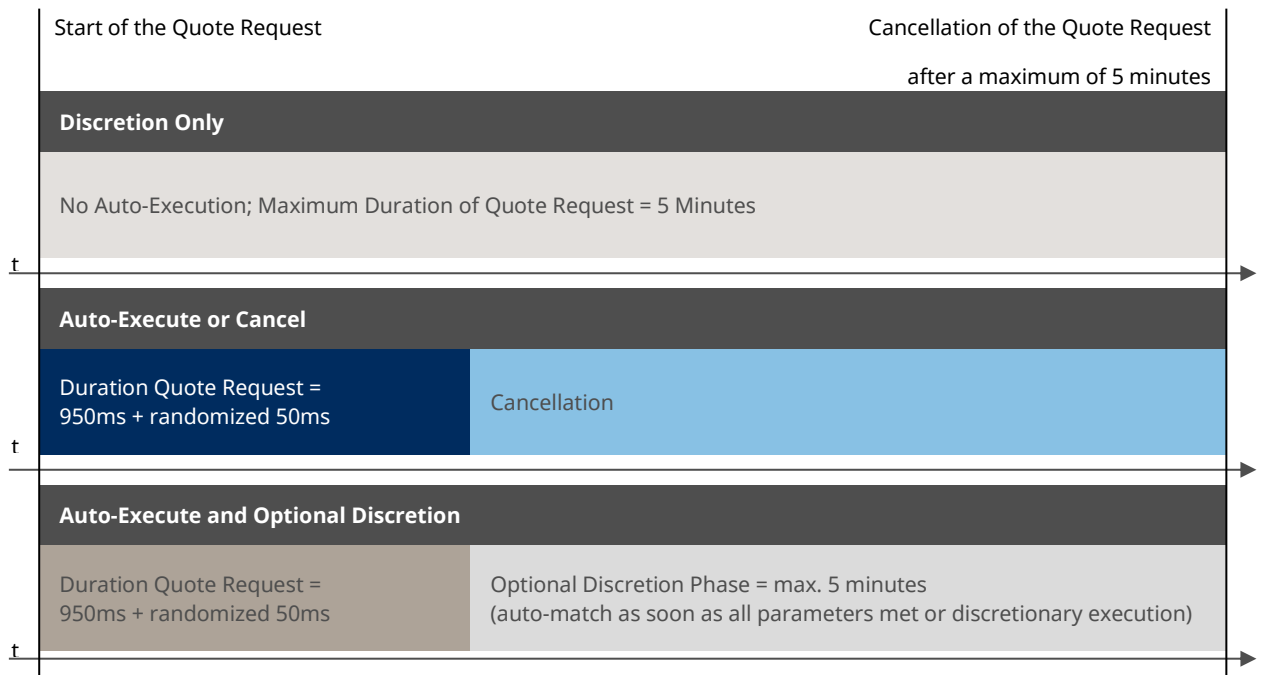 Start of the Quote Request
Cancellation of the Quote Request
after a maximum of 5 minutes
Discretion Only
No Auto-Execution; Maximum Duration of Quote Request = 5 Minutes
t
Auto-Execute or Cancel
Duration Quote Request =
950ms + randomized 50ms
Cancellation
t
Auto-Execute and Optional Discretion
Duration Quote Request =
950ms + randomized 50ms
Optional Discretion Phase = max. 5 minutes
(auto-match as soon as all parameters met or discretionary execution)
t